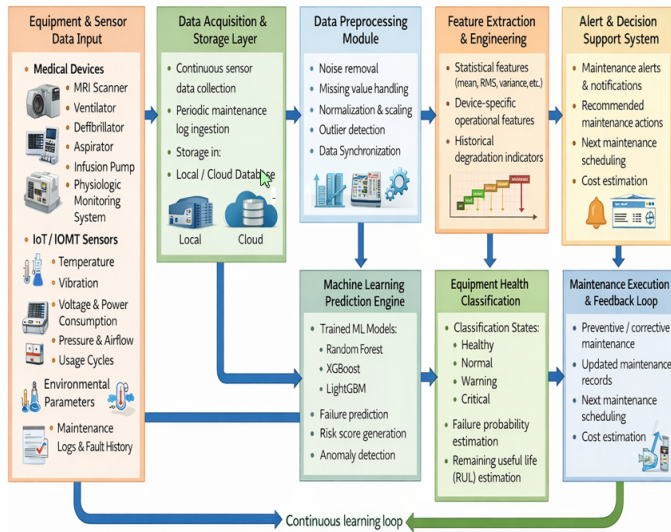 Equipment & Sensor
Data Input
Medical Devices
MRI Scanner
Ventilator
Deffbrillator
Aspirator
Infusion Pump
Physiologic
Monitoring
System
IoT / IOMT Sensors
Temperature
Vibration
Voltage & Power
Consumption
Pressure & Airflow
Usage Cycles
Environmental
Parameters
Maintenance
Logs & Fault History
Data Acquisition &
Storage Layer
Continuous sensor
data collection
Periodic maintenance
log ingestion
Storage in:
Local / Cloud Database
Local
Cloud
Data Preprocessing
Module
Noise removal
Missing value handling
Normalization & scaling
Outlier detection
Data Synchronization
Feature Extraction
& Engineering
Statistical features
(mean, RMS, variance, etc.)
Device-specific
operational features
Historical
degradation indicators
Alert & Decision
Support System
Maintenance alerts
& notifications
Recommended
maintenance actions
Next maintenance
scheduling
Cost estimation
Machine Learning
Prediction Engine
Trained ML Models:
Random Forest
XGBoost
LightGBM
Failure prediction
Risk score generation
Anomaly detection
Equipment Health
Classification
Classification States:
Healthy
Normal
Warning
Critical
Failure probability
estimation
Remaining useful life
(RUL) estimation
Maintenance Execution
& Feedback Loop
Preventive / corrective
maintenance
Updated maintenance
records
Next maintenance
scheduling
Cost estimation
Continuous learning loop